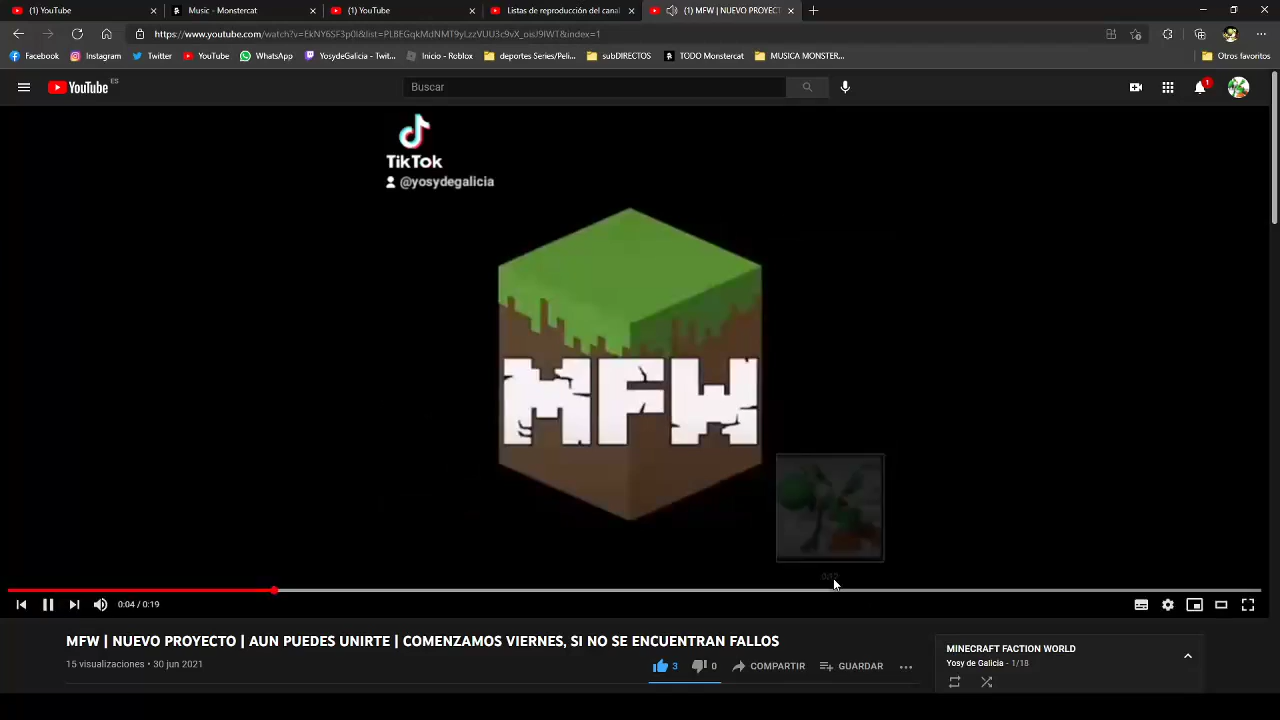 (1) YouTube
Music - Monstercat
(1) YouTube
Listas de reproducción del canal
(1) MFW | NUEVO PROYECT
https://www.youtube.com/watch?v=EkNY6SF3p0I&list=PLBEGqkMdNMT9yLzzVUU3c9vX_oisJ9IWT&index=1
Facebook
Instagram
Twitter
YouTube
WhatsApp
YosydeGalicia - Twit...
Inicio - Roblox
deportes Series/Peli...
subDIRECTOS
TODO Monstercat
MUSICA MONSTER...
Otros favoritos
YouTube ES
Buscar
1
TikTok
@yosydegalicia
MFW
0:04 / 0:19
MFW | NUEVO PROYECTO | AUN PUEDES UNIRTE | COMENZAMOS VIERNES, SI NO SE ENCUENTRAN FALLOS
15 visualizaciones • 30 jun 2021
3
0
COMPARTIR
GUARDAR
MINECRAFT FACTION WORLD
Yosy de Galicia - 1/18